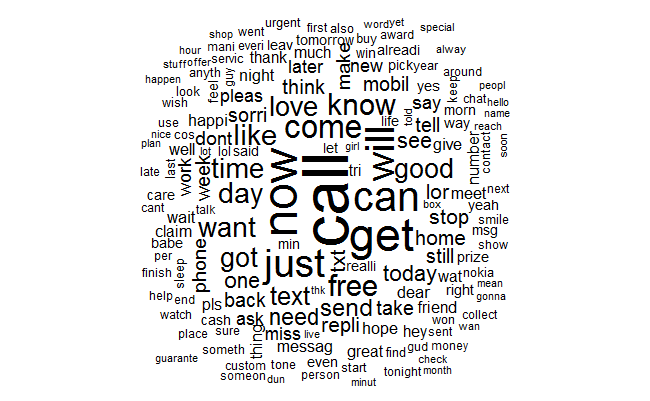 urgent first also word yet
shop went tomorrow buy award special
hour mani everi leav much win alreadi alway
stuff offer servic thank make new pick year around
happen anyth guy night later mobil yes keep peopl
look feel pleas think chat hello
wish happi sorri love know life told say morn name
use dont like come will see tell way reach
nice cos lot lol said let girl give number contact soon
plan well work week time now call tri good
late last day can lor meet next
care want box yeah
cant wait talk get stop smile
claim phone got min just txt home msg show
babe still prize
per sleep one realli today wat nokia mean
finish free right gonna
help end pls back text thk send dear friend
watch cash ask need repli take won collect
place sure thing miss live hope hey sent wan
someth messag great find gud money
guarante custom tone even start check
someon dun person minut tonight month